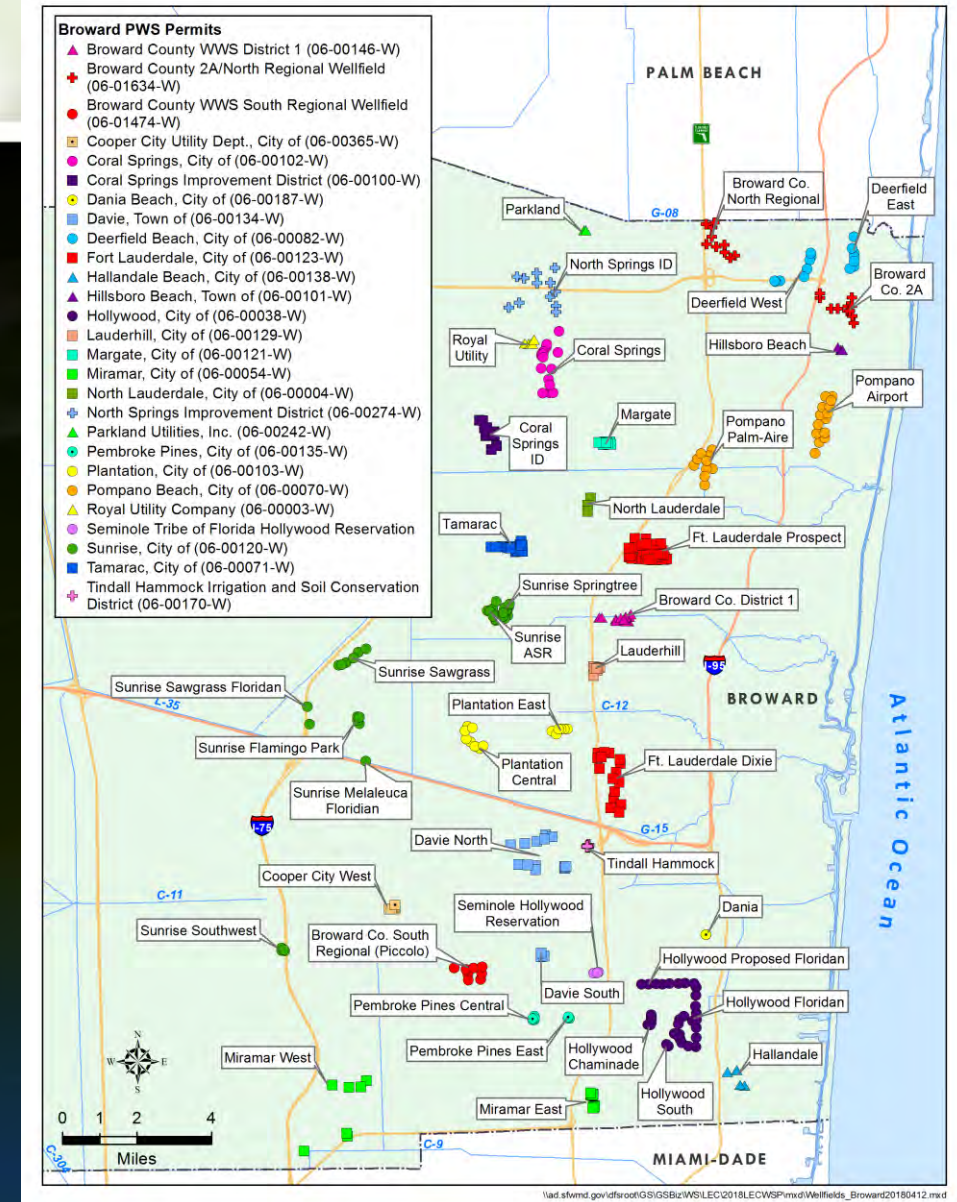 Broward PWS Permits
Broward County WWS District 1 (06-00146-W)
Broward County 2A/North Regional Wellfield
(06-01634-W)
Broward County WWS South Regional Wellfield
(06-01474-W)
Cooper City Utility Dept., City of (06-00365-W)
Coral Springs, City of (06-00102-W)
Coral Springs Improvement District (06-00100-W)
Dania Beach, City of (06-00187-W)
Davie, Town of (06-00134-W)
Deerfield Beach, City of (06-00082-W)
Fort Lauderdale, City of (06-00123-W)
Hallandale Beach, City of (06-00138-W)
Hillsboro Beach, Town of (06-00101-W)
Hollywood, City of (06-00038-W)
Lauderhill, City of (06-00129-W)
Margate, City of (06-00121-W)
Miramar, City of (06-00054-W)
North Lauderdale, City of (06-00004-W)
North Springs Improvement District (06-00274-W)
Parkland Utilities, Inc. (06-00242-W)
Pembroke Pines, City of (06-00135-W)
Plantation, City of (06-00103-W)
Pompano Beach, City of (06-00070-W)
Royal Utility Company (06-00003-W)
Seminole Tribe of Florida Hollywood Reservation
Sunrise, City of (06-00120-W)
Tamarac, City of (06-00071-W)
Tindall Hammock Irrigation and Soil Conservation
District (06-00170-W)
PALM BEACH
Broward Co.
North Regional
Deerfield
East
Parkland
G-08
North Springs ID
Deerfield West
Broward
Co. 2A
Royal
Utility
Coral Springs
Hillsboro Beach
Pompano
Airport
Coral
Springs
ID
Margate
Pompano
Palm-Aire
North Lauderdale
Tamarac
Ft. Lauderdale Prospect
Sunrise Springtree
Broward Co. District 1
Sunrise
ASR
Lauderhill
Sunrise Sawgrass
I-95
Sunrise Sawgrass Floridan
L-35
BROWARD
Plantation East
C-12
Sunrise Flamingo Park
Plantation
Central
Ft. Lauderdale Dixie
Sunrise Melaleuca
Floridian
Atlantic Ocean
I-75
G-15
Davie North
Tindall Hammock
Cooper City West
C-11
Seminole Hollywood
Reservation
Dania
Sunrise Southwest
Broward Co. South
Regional (Piccolo)
Hollywood Proposed Floridan
Davie South
Pembroke Pines Central
Hollywood Floridan
Pembroke Pines East
Hollywood
Chaminade
Hallandale
Miramar West
Hollywood
South
Miramar East
N
W E
S
0 1 2 4
Miles
C-304
C-9
MIAMI-DADE
\\ad.sfwmd.gov\dfsroot\GS\GSBiz\WS\LEC\2018LECWSP\mxd\Wellfields_Broward20180412.mxd